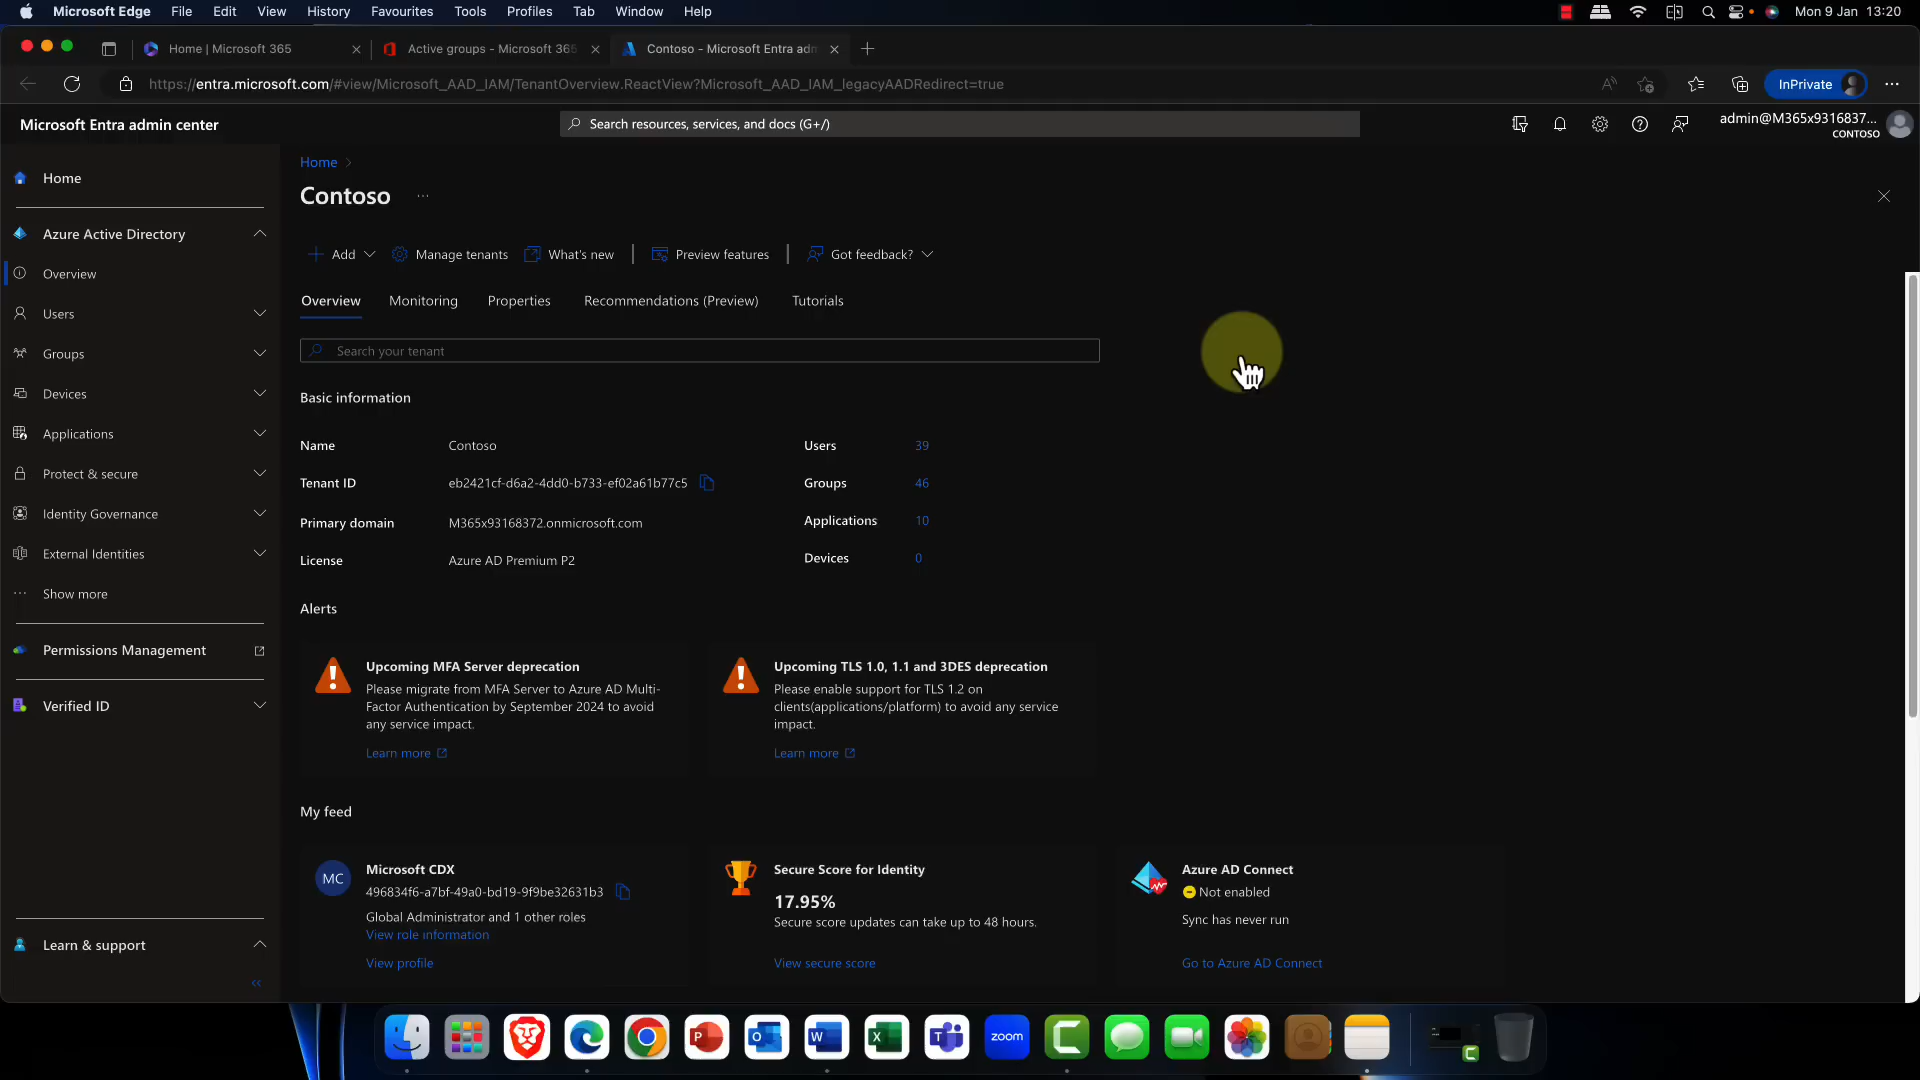 Microsoft Edge File Edit View History Favourites Tools Profiles Tab Window Help Mon 9 Jan 13:20
Home | Microsoft 365 Active groups - Microsoft 365 Contoso - Microsoft Entra adm
https://entra.microsoft.com/#view/Microsoft_AAD_IAM/TenantOverview.ReactView?Microsoft_AAD_IAM_legacyAADRedirect=true InPrivate
Microsoft Entra admin center
Search resources, services, and docs (G+/)
admin@M365x9316837...
CONTOSO
Home
Azure Active Directory
Overview
Users
Groups
Devices
Applications
Protect & secure
Identity Governance
External Identities
Show more
Permissions Management
Verified ID
Learn & support
Home
Contoso
Add Manage tenants What's new Preview features Got feedback?
Overview Monitoring Properties Recommendations (Preview) Tutorials
Search your tenant
Basic information
Name Contoso Users 39
Tenant ID eb2421cf-d6a2-4dd0-b733-ef02a61b77c5 Groups 46
Primary domain M365x93168372.onmicrosoft.com Applications 10
License Azure AD Premium P2 Devices 0
Alerts
Upcoming MFA Server deprecation
Please migrate from MFA Server to Azure AD Multi-
Factor Authentication by September 2024 to avoid
any service impact.
Learn more
Upcoming TLS 1.0, 1.1 and 3DES deprecation
Please enable support for TLS 1.2 on
clients(applications/platform) to avoid any service
impact.
Learn more
My feed
MC
Microsoft CDX
496834f6-a7bf-49a0-bd19-9f9be32631b3
Global Administrator and 1 other roles
View role information
View profile
Secure Score for Identity
17.95%
Secure score updates can take up to 48 hours.
View secure score
Azure AD Connect
Not enabled
Sync has never run
Go to Azure AD Connect
zoom